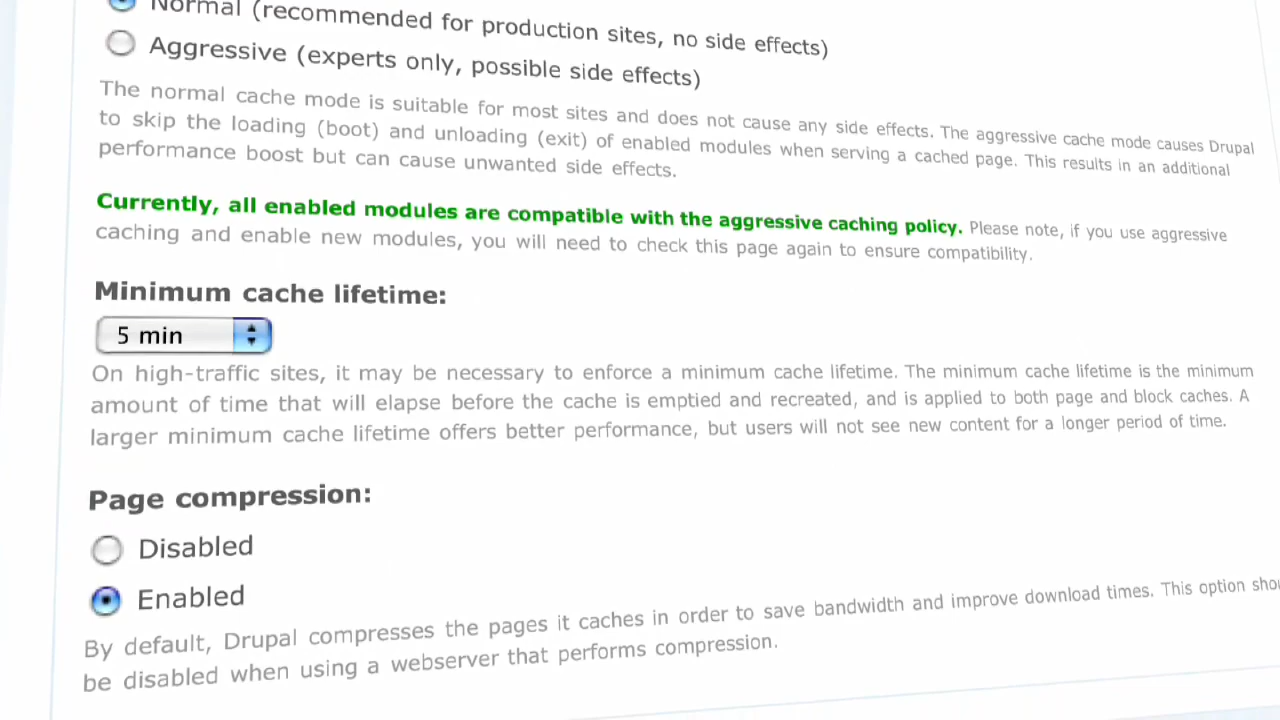 Normal (recommended for production sites, no side effects)
Aggressive (experts only, possible side effects)
The normal cache mode is suitable for most sites and does not cause any side effects. The aggressive cache mode causes Drupal
to skip the loading (boot) and unloading (exit) of enabled modules when serving a cached page. This results in an additional
performance boost but can cause unwanted side effects.
Currently, all enabled modules are compatible with the aggressive caching policy. Please note, if you use aggressive
caching and enable new modules, you will need to check this page again to ensure compatibility.
Minimum cache lifetime:
5 min
On high-traffic sites, it may be necessary to enforce a minimum cache lifetime. The minimum cache lifetime is the minimum
amount of time that will elapse before the cache is emptied and recreated, and is applied to both page and block caches. A
larger minimum cache lifetime offers better performance, but users will not see new content for a longer period of time.
Page compression:
Disabled
Enabled
By default, Drupal compresses the pages it caches in order to save bandwidth and improve download times. This option
be disabled when using a webserver that performs compression.